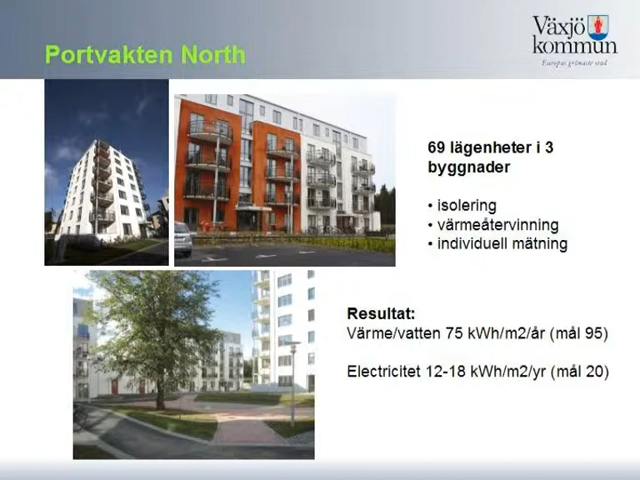 Portvakten North
Växjö
kommun
Europas grönaste stad
69 lägenheter i 3
byggnader
• isolering
• värmeåtervinning
• individuell mätning
Resultat:
Värme/vatten 75 kWh/m2/år (mål 95)
Electricitet 12-18 kWh/m2/yr (mål 20)